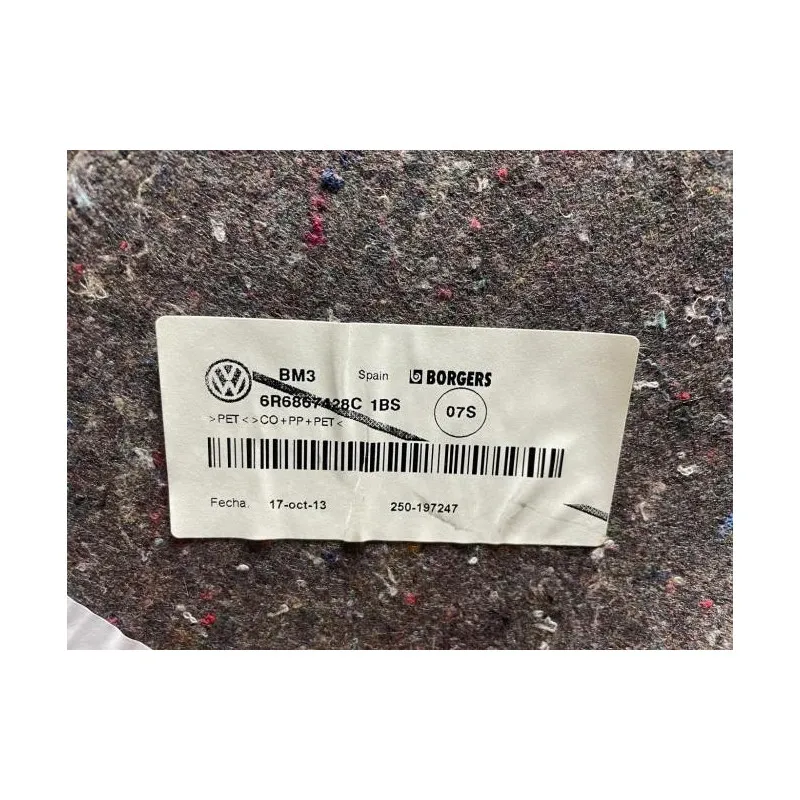 BM3 Spain BORGERS
6R6867428C 1BS 07S
>PET<>CO+PP+PET<
Fecha. 17-oct-13 250-197247